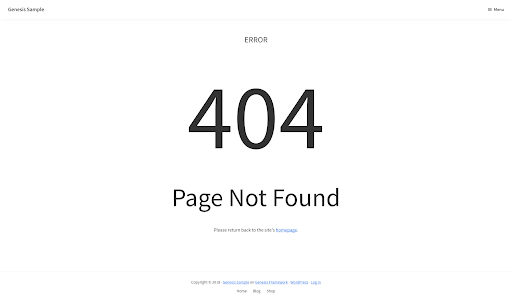 Genesis Sample
≡ Menu
ERROR
404
Page Not Found
Please return back to the site's homepage.
Copyright © 2018 · Genesis Sample on Genesis Framework · WordPress · Log in
Home Blog Shop